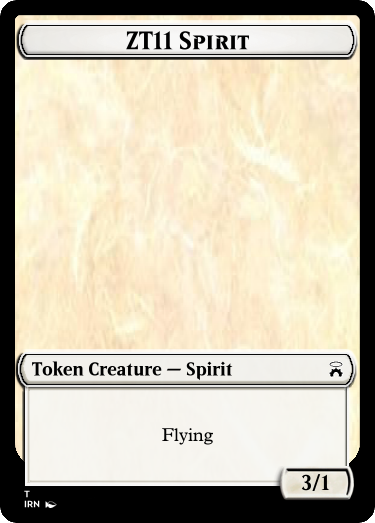 ZT11 Spirit
Token Creature — Spirit
Flying
3/1
T
IRN